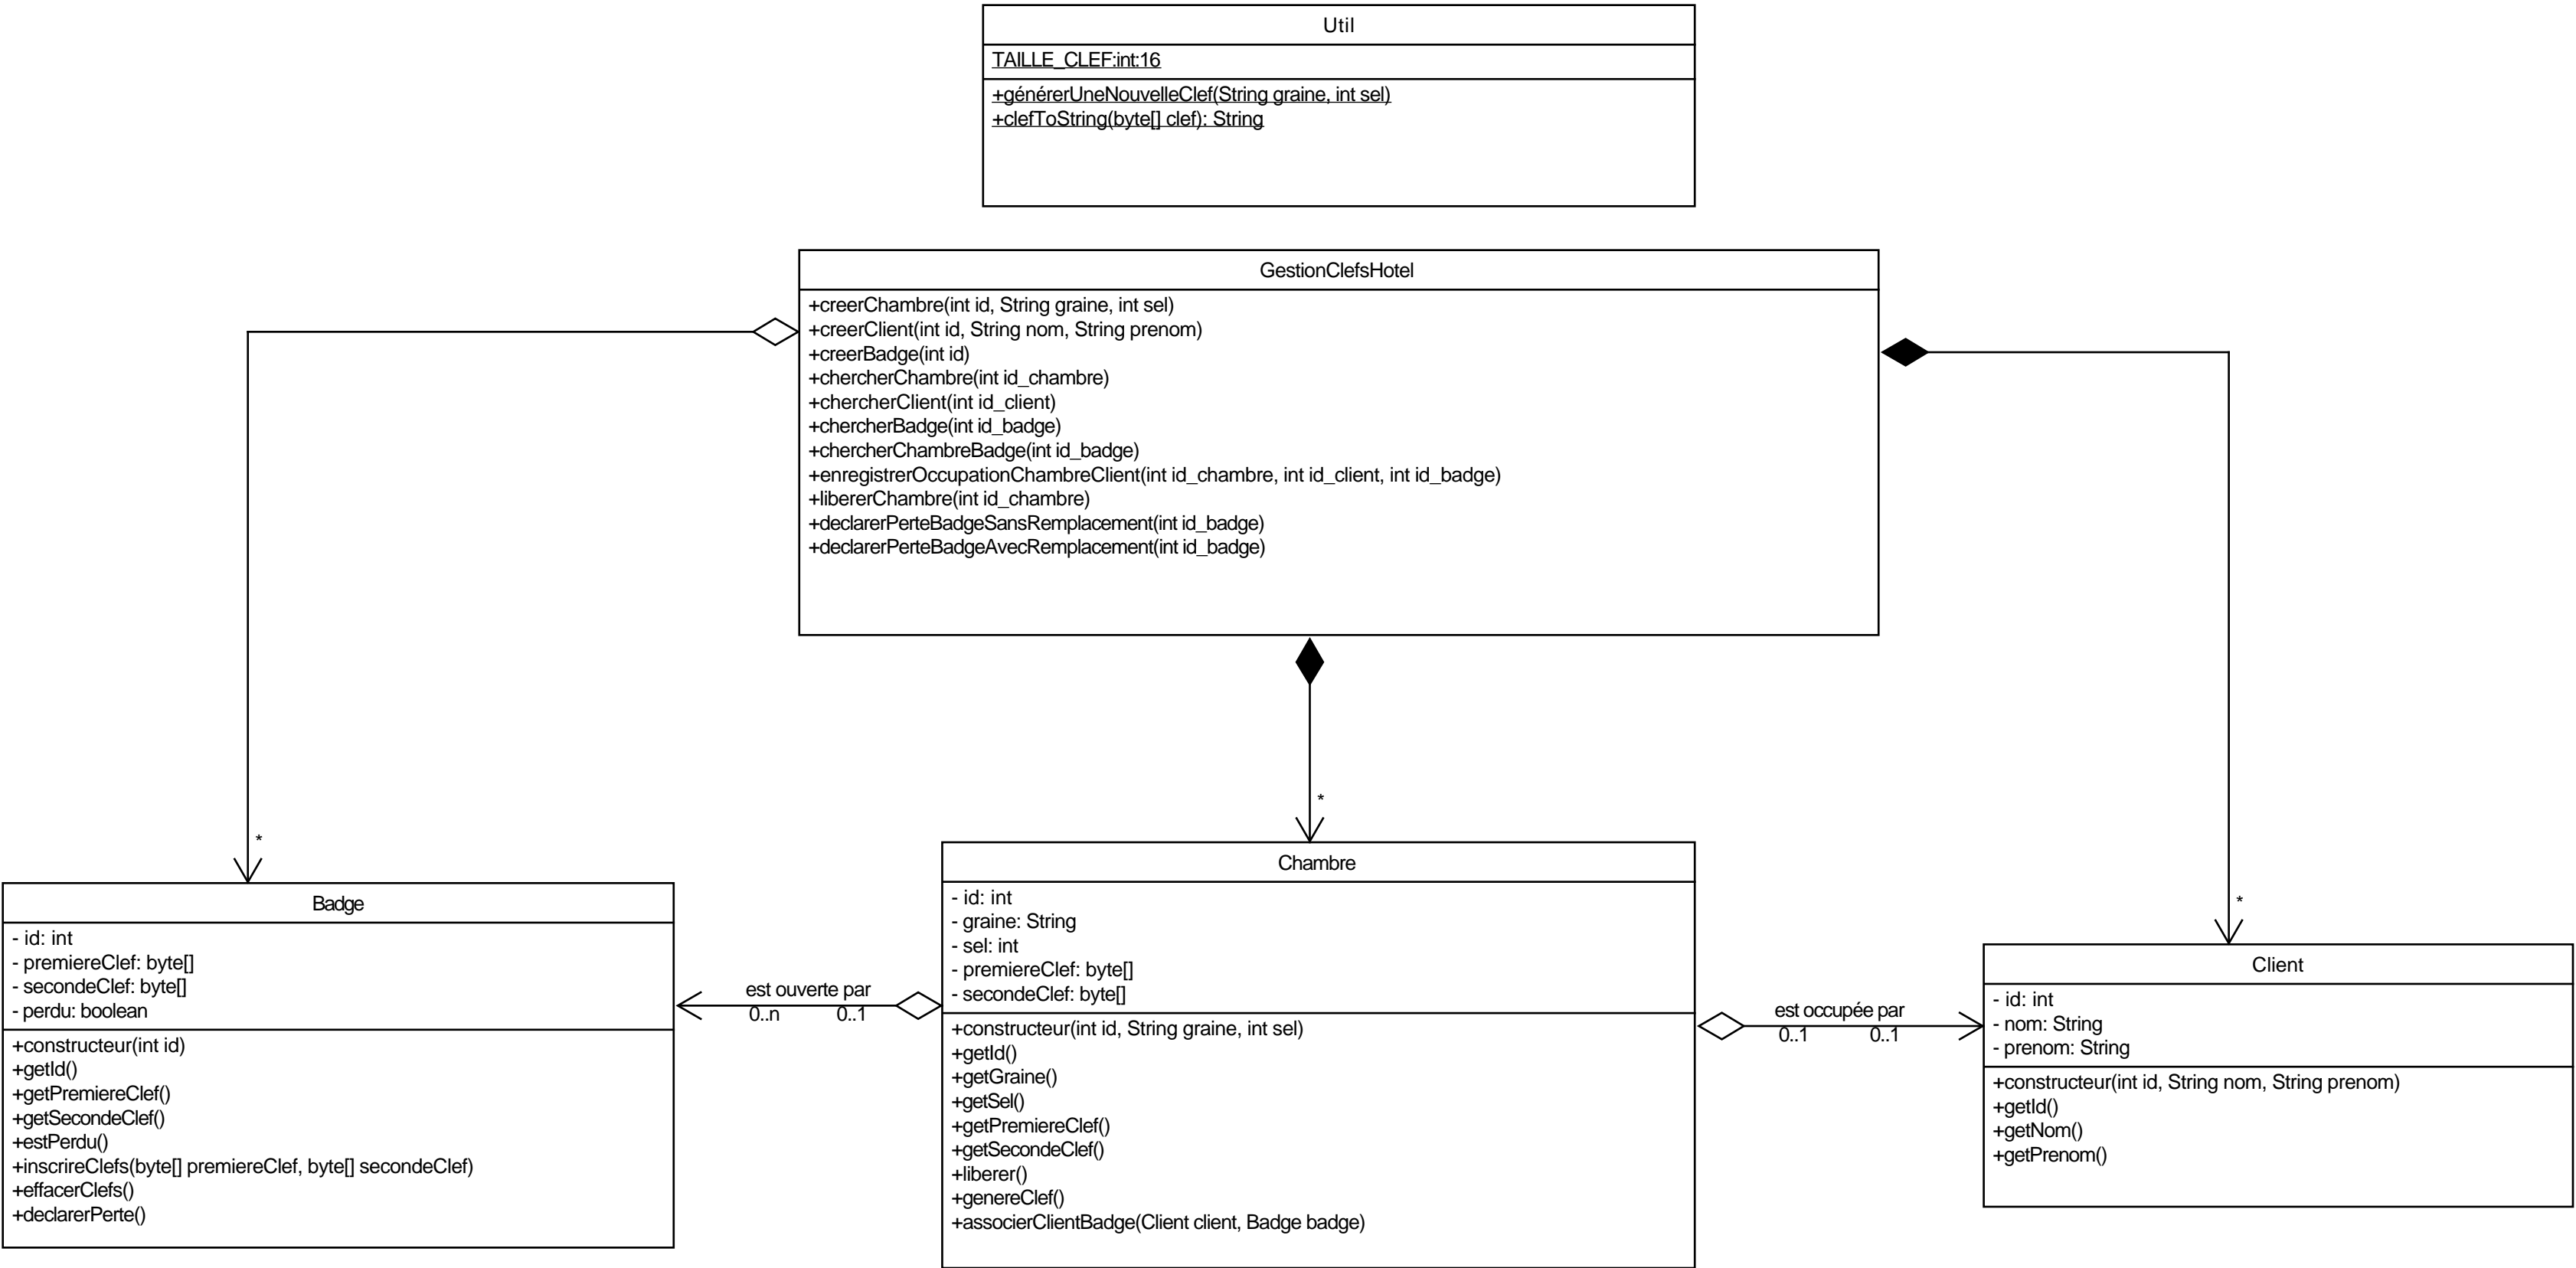 Util
TAILLE_CLEF:int:16
+générerUneNouvelleClef(String graine, int sel)
+clefToString(byte[] clef): String
GestionClefsHotel
+creerChambre(int id, String graine, int sel)
+creerClient(int id, String nom, String prenom)
+creerBadge(int id)
+chercherChambre(int id_chambre)
+chercherClient(int id_client)
+chercherBadge(int id_badge)
+chercherChambreBadge(int id_badge)
+enregistrerOccupationChambreClient(int id_chambre, int id_client, int id_badge)
+libererChambre(int id_chambre)
+declarerPerteBadgeSansRemplacement(int id_badge)
+declarerPerteBadgeAvecRemplacement(int id_badge)
*
*
*
Badge
- id: int
- premiereClef: byte[]
- secondeClef: byte[]
- perdu: boolean
+constructeur(int id)
+getId()
+getPremiereClef()
+getSecondeClef()
+estPerdu()
+inscrireClefs(byte[] premiereClef, byte[] secondeClef)
+effacerClefs()
+declarerPerte()
est ouverte par
0..n 0..1
Chambre
- id: int
- graine: String
- sel: int
- premiereClef: byte[]
- secondeClef: byte[]
+constructeur(int id, String graine, int sel)
+getId()
+getGraine()
+getSel()
+getPremiereClef()
+getSecondeClef()
+liberer()
+genereClef()
+associerClientBadge(Client client, Badge badge)
est occupée par
0..1 0..1
Client
- id: int
- nom: String
- prenom: String
+constructeur(int id, String nom, String prenom)
+getId()
+getNom()
+getPrenom()